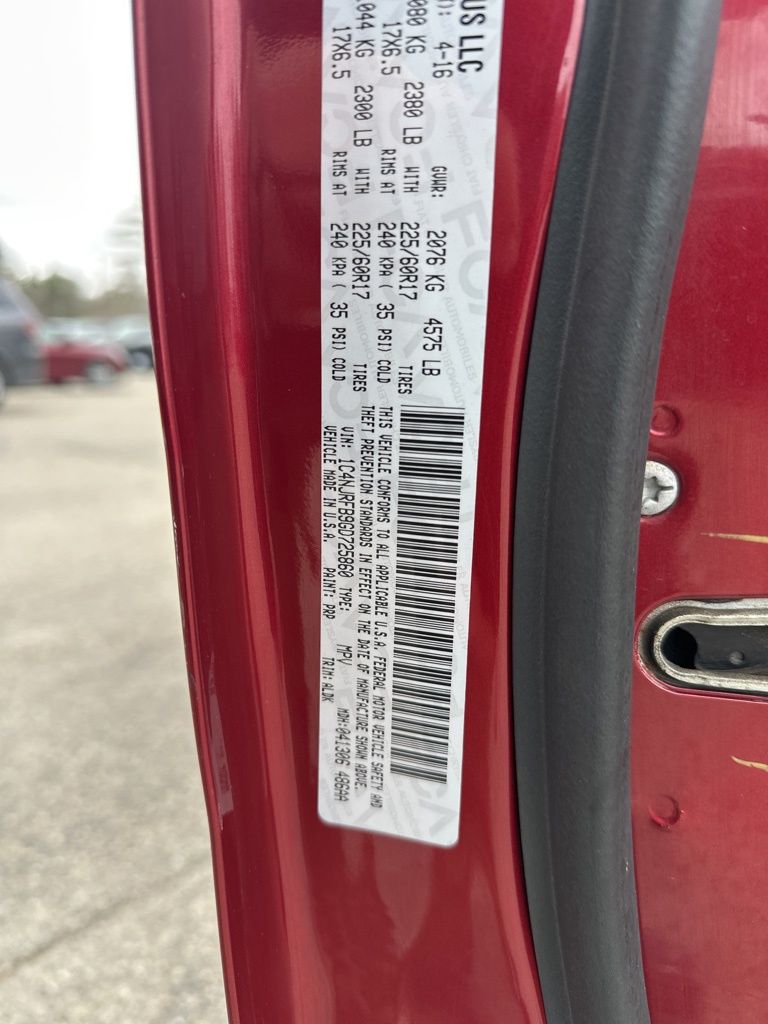 US LLC
): 4-16 GVWR: 2076 KG 4575 LB
080 KG 2380 LB WITH 225/60R17 TIRES
17X6.5 RIMS AT 240 KPA ( 35 PSI) COLD
044 KG 2300 LB WITH 225/60R17 TIRES
17X6.5 RIMS AT 240 KPA ( 35 PSI) COLD
THIS VEHICLE CONFORMS TO ALL APPLICABLE U.S.A. FEDERAL MOTOR VEHICLE SAFETY AND
THEFT PREVENTION STANDARDS IN EFFECT ON THE DATE OF MANUFACTURE SHOWN ABOVE.
VIN: 1C4NJRFB9GD725860 TYPE: MPV MDH:041306 486AA
VEHICLE MADE IN U.S.A. PAINT: PRP TRIM: ALDK